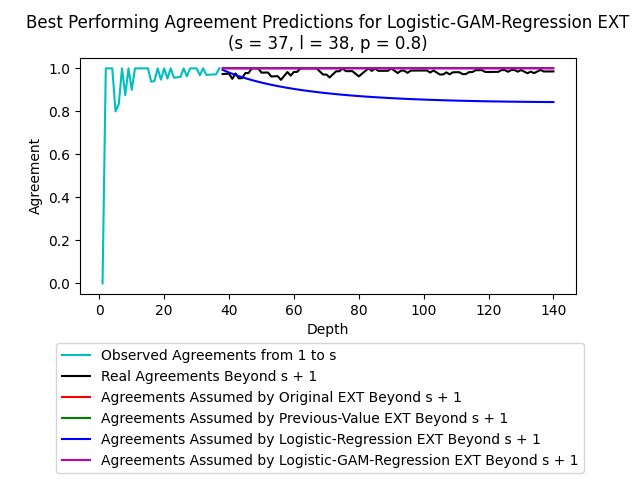 Best Performing Agreement Predictions for Logistic-GAM-Regression EXT
(s = 37, l = 38, p = 0.8)
1.0
0.8
0.6
0.4
0.2
0.0
Agreement
0 20 40 60 80 100 120 140
Depth
Observed Agreements from 1 to s
Real Agreements Beyond s + 1
Agreements Assumed by Original EXT Beyond s + 1
Agreements Assumed by Previous-Value EXT Beyond s + 1
Agreements Assumed by Logistic-Regression EXT Beyond s + 1
Agreements Assumed by Logistic-GAM-Regression EXT Beyond s + 1